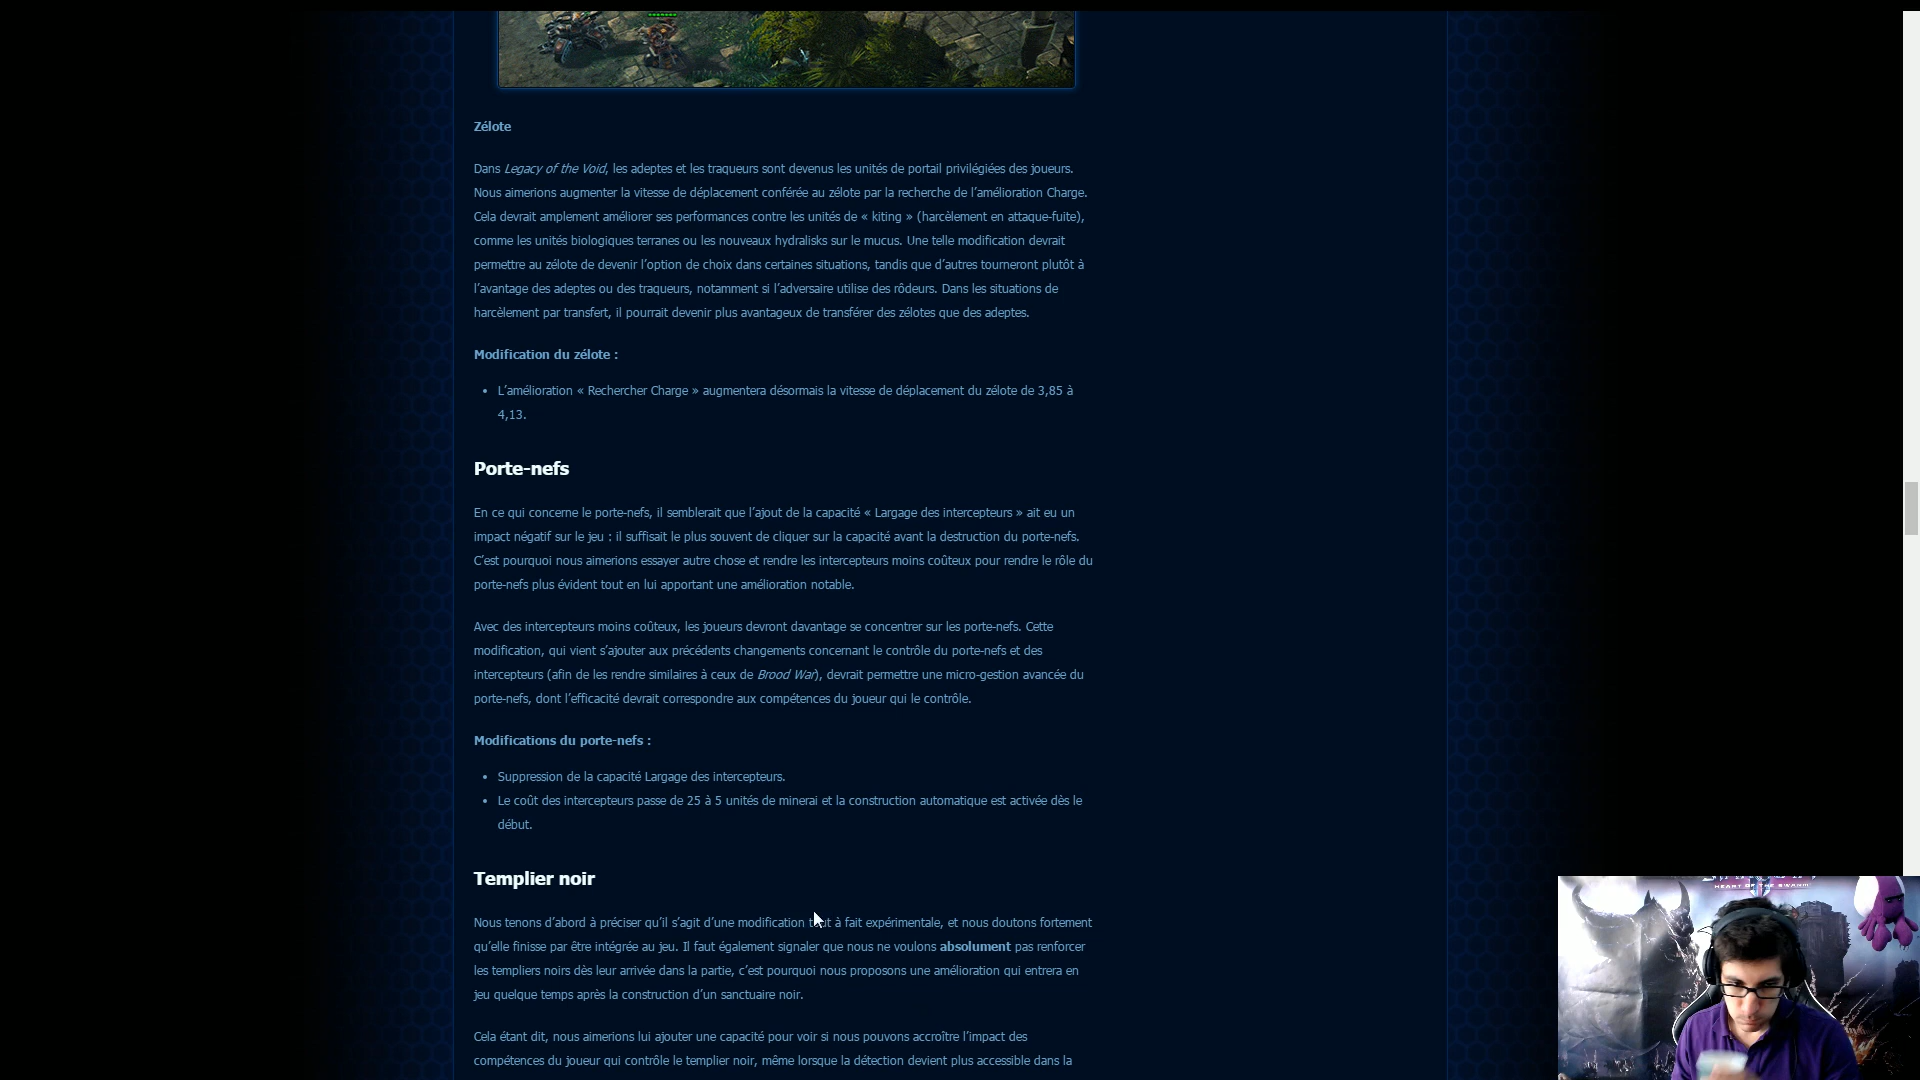 Zélote
Dans Legacy of the Void, les adeptes et les traqueurs sont devenus les unités de portail privilégiées des joueurs.
Nous aimerions augmenter la vitesse de déplacement conférée au zélote par la recherche de l’amélioration Charge.
Cela devrait amplement améliorer ses performances contre les unités de « kiting » (harcèlement en attaque-fuite),
comme les unités biologiques terranes ou les nouveaux hydralisks sur le mucus. Une telle modification devrait
permettre au zélote de devenir l’option de choix dans certaines situations, tandis que d’autres tourneront plutôt à
l’avantage des adeptes ou des traqueurs, notamment si l’adversaire utilise des rôdeurs. Dans les situations de
harcèlement par transfert, il pourrait devenir plus avantageux de transférer des zélotes que des adeptes.
Modification du zélote :
• L’amélioration « Rechercher Charge » augmentera désormais la vitesse de déplacement du zélote de 3,85 à
4,13.
Porte-nefs
En ce qui concerne le porte-nefs, il semblerait que l’ajout de la capacité « Largage des intercepteurs » ait eu un
impact négatif sur le jeu : il suffisait le plus souvent de cliquer sur la capacité avant la destruction du porte-nefs.
C’est pourquoi nous aimerions essayer autre chose et rendre les intercepteurs moins coûteux pour rendre le rôle du
porte-nefs plus évident tout en lui apportant une amélioration notable.
Avec des intercepteurs moins coûteux, les joueurs devront davantage se concentrer sur les porte-nefs. Cette
modification, qui vient s’ajouter aux précédents changements concernant le contrôle du porte-nefs et des
intercepteurs (afin de les rendre similaires à ceux de Brood War), devrait permettre une micro-gestion avancée du
porte-nefs, dont l’efficacité devrait correspondre aux compétences du joueur qui le contrôle.
Modifications du porte-nefs :
• Suppression de la capacité Largage des intercepteurs.
• Le coût des intercepteurs passe de 25 à 5 unités de minerai et la construction automatique est activée dès le
début.
Templier noir
Nous tenons d’abord à préciser qu’il s’agit d’une modification tout à fait expérimentale, et nous doutons fortement
qu’elle finisse par être intégrée au jeu. Il faut également signaler que nous ne voulons absolument pas renforcer
les templiers noirs dès leur arrivée dans la partie, c’est pourquoi nous proposons une amélioration qui entrera en
jeu quelque temps après la construction d’un sanctuaire noir.
Cela étant dit, nous aimerions lui ajouter une capacité pour voir si nous pouvons accroître l’impact des
compétences du joueur qui contrôle le templier noir, même lorsque la détection devient plus accessible dans la
HEART OF THE SWARM